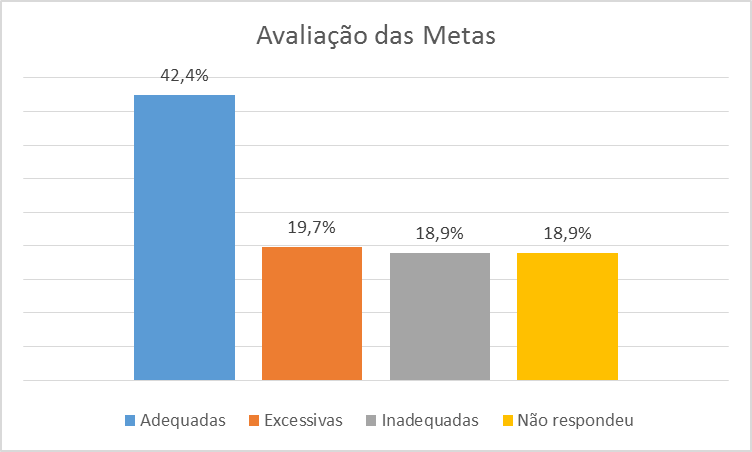 Avaliação das Metas
42,4%
19,7%
18,9%
18,9%
Adequadas Excessivas Inadequadas Não respondeu